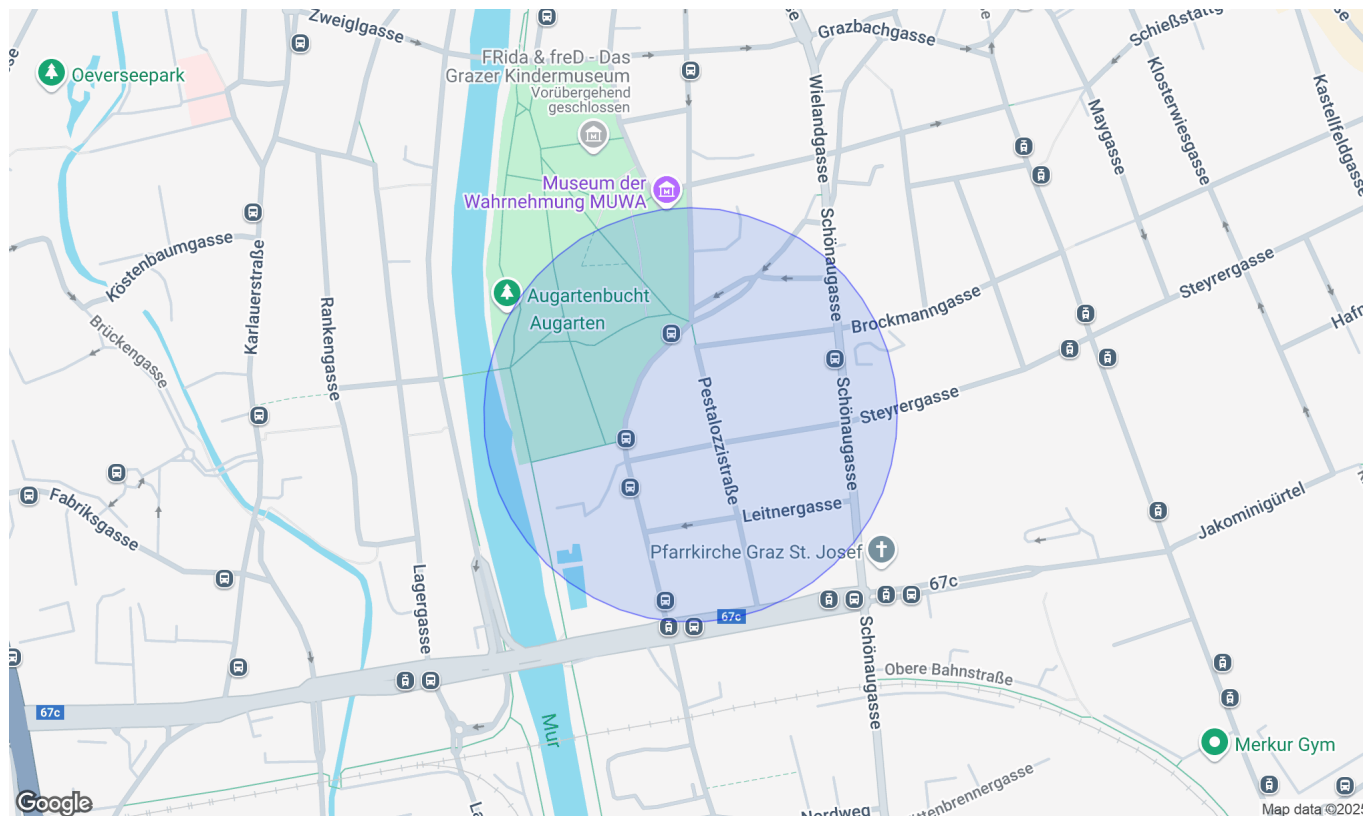 Zweiglgasse
Grazbachgasse
Schießstattg
FRida & freD - Das
Grazer Kindermuseum
Vorübergehend
geschlossen
Oeverseepark
Wielandgasse
Maygasse
Klosterwiesgasse
Kastellfeldgasse
Museum der
Wahrnehmung MUWA
Köstenbaumgasse
Karlauerstraße
Rankengasse
Brückengasse
Schönaugasse
Steyrergasse
Augartenbucht
Augarten
Brockmanngasse
Hafn
Pestalozzistraße
Schönaugasse
Steyrergasse
Fabriksgasse
Leitnergasse
Jakominigürtel
Pfarrkirche Graz St. Josef
Lagergasse
67c
67c
Schönaugasse
Obere Bahnstraße
67c
Mur
Merkur Gym
Nordweg
ttenbrennergasse
La
Google
Map data ©2025